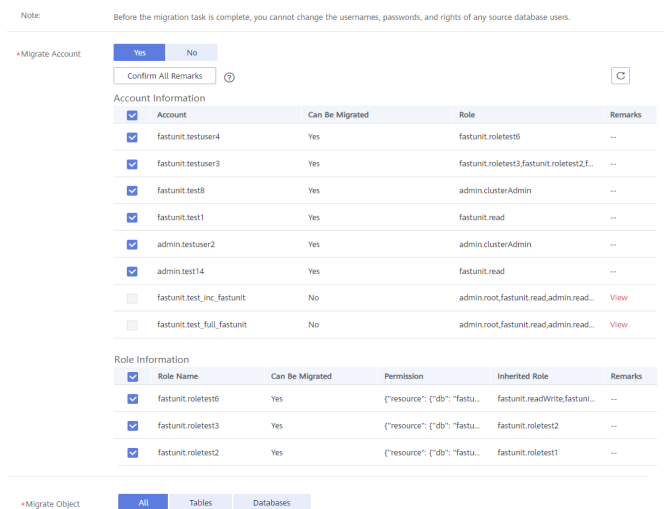 Note: Before the migration task is complete, you cannot change the usernames, passwords, and rights of any source database users.
*Migrate Account Yes No
Confirm All Remarks ?
Account Information
Account Can Be Migrated Role Remarks
fastunit.testuser4 Yes fastunit.roletest6 --
fastunit.testuser3 Yes fastunit.roletest3,fastunit.roletest2,f... --
fastunit.test8 Yes admin.clusterAdmin --
fastunit.test1 Yes fastunit.read --
admin.testuser2 Yes admin.clusterAdmin --
admin.test14 Yes fastunit.read --
fastunit.test_inc_fastunit No admin.root,fastunit.read,admin.read... View
fastunit.test_full_fastunit No admin.root,fastunit.read,admin.read... View
Role Information
Role Name Can Be Migrated Permission Inherited Role Remarks
fastunit.roletest6 Yes {"resource": {"db": "fastu... fastunit.readWrite,fastuni... --
fastunit.roletest3 Yes {"resource": {"db": "fastu... fastunit.roletest2 --
fastunit.roletest2 Yes {"resource": {"db": "fastu... fastunit.roletest1 --
*Migrate Object All Tables Databases